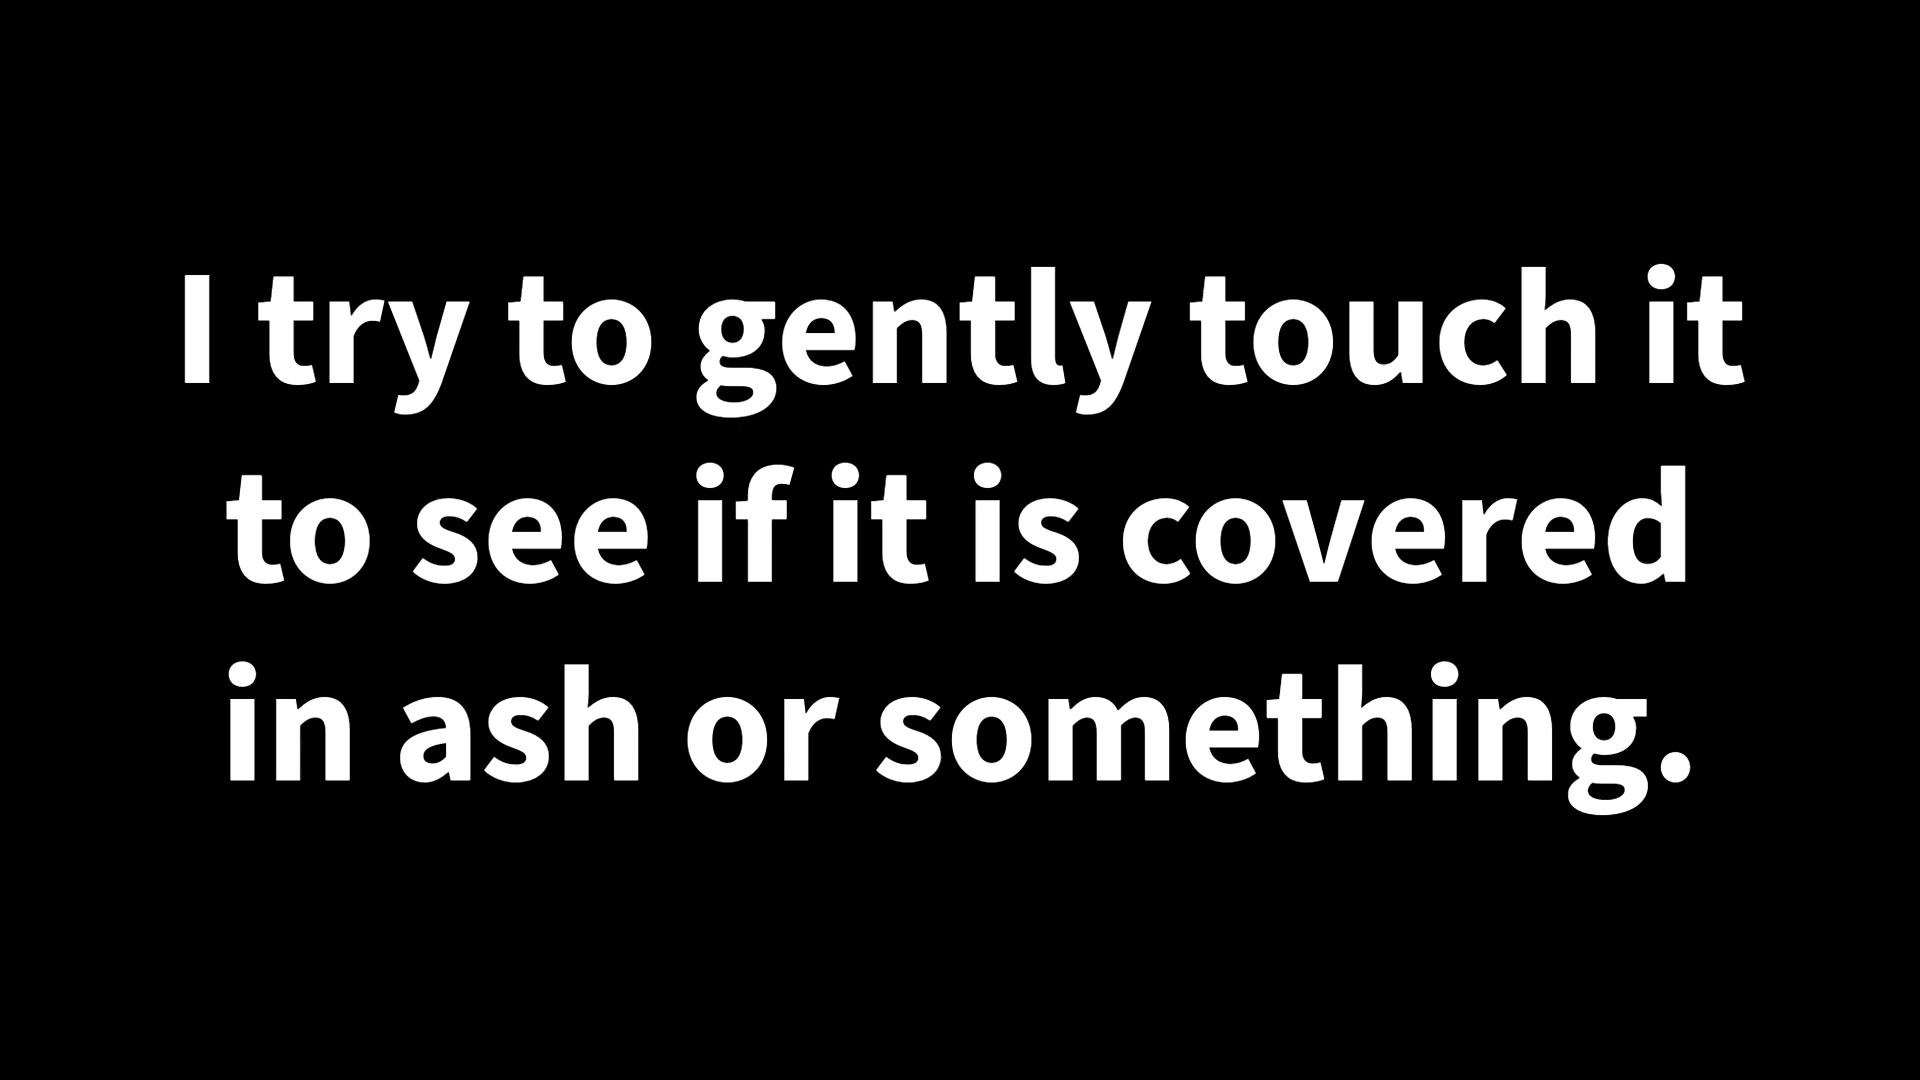 I try to gently touch it
to see if it is covered
in ash or something.